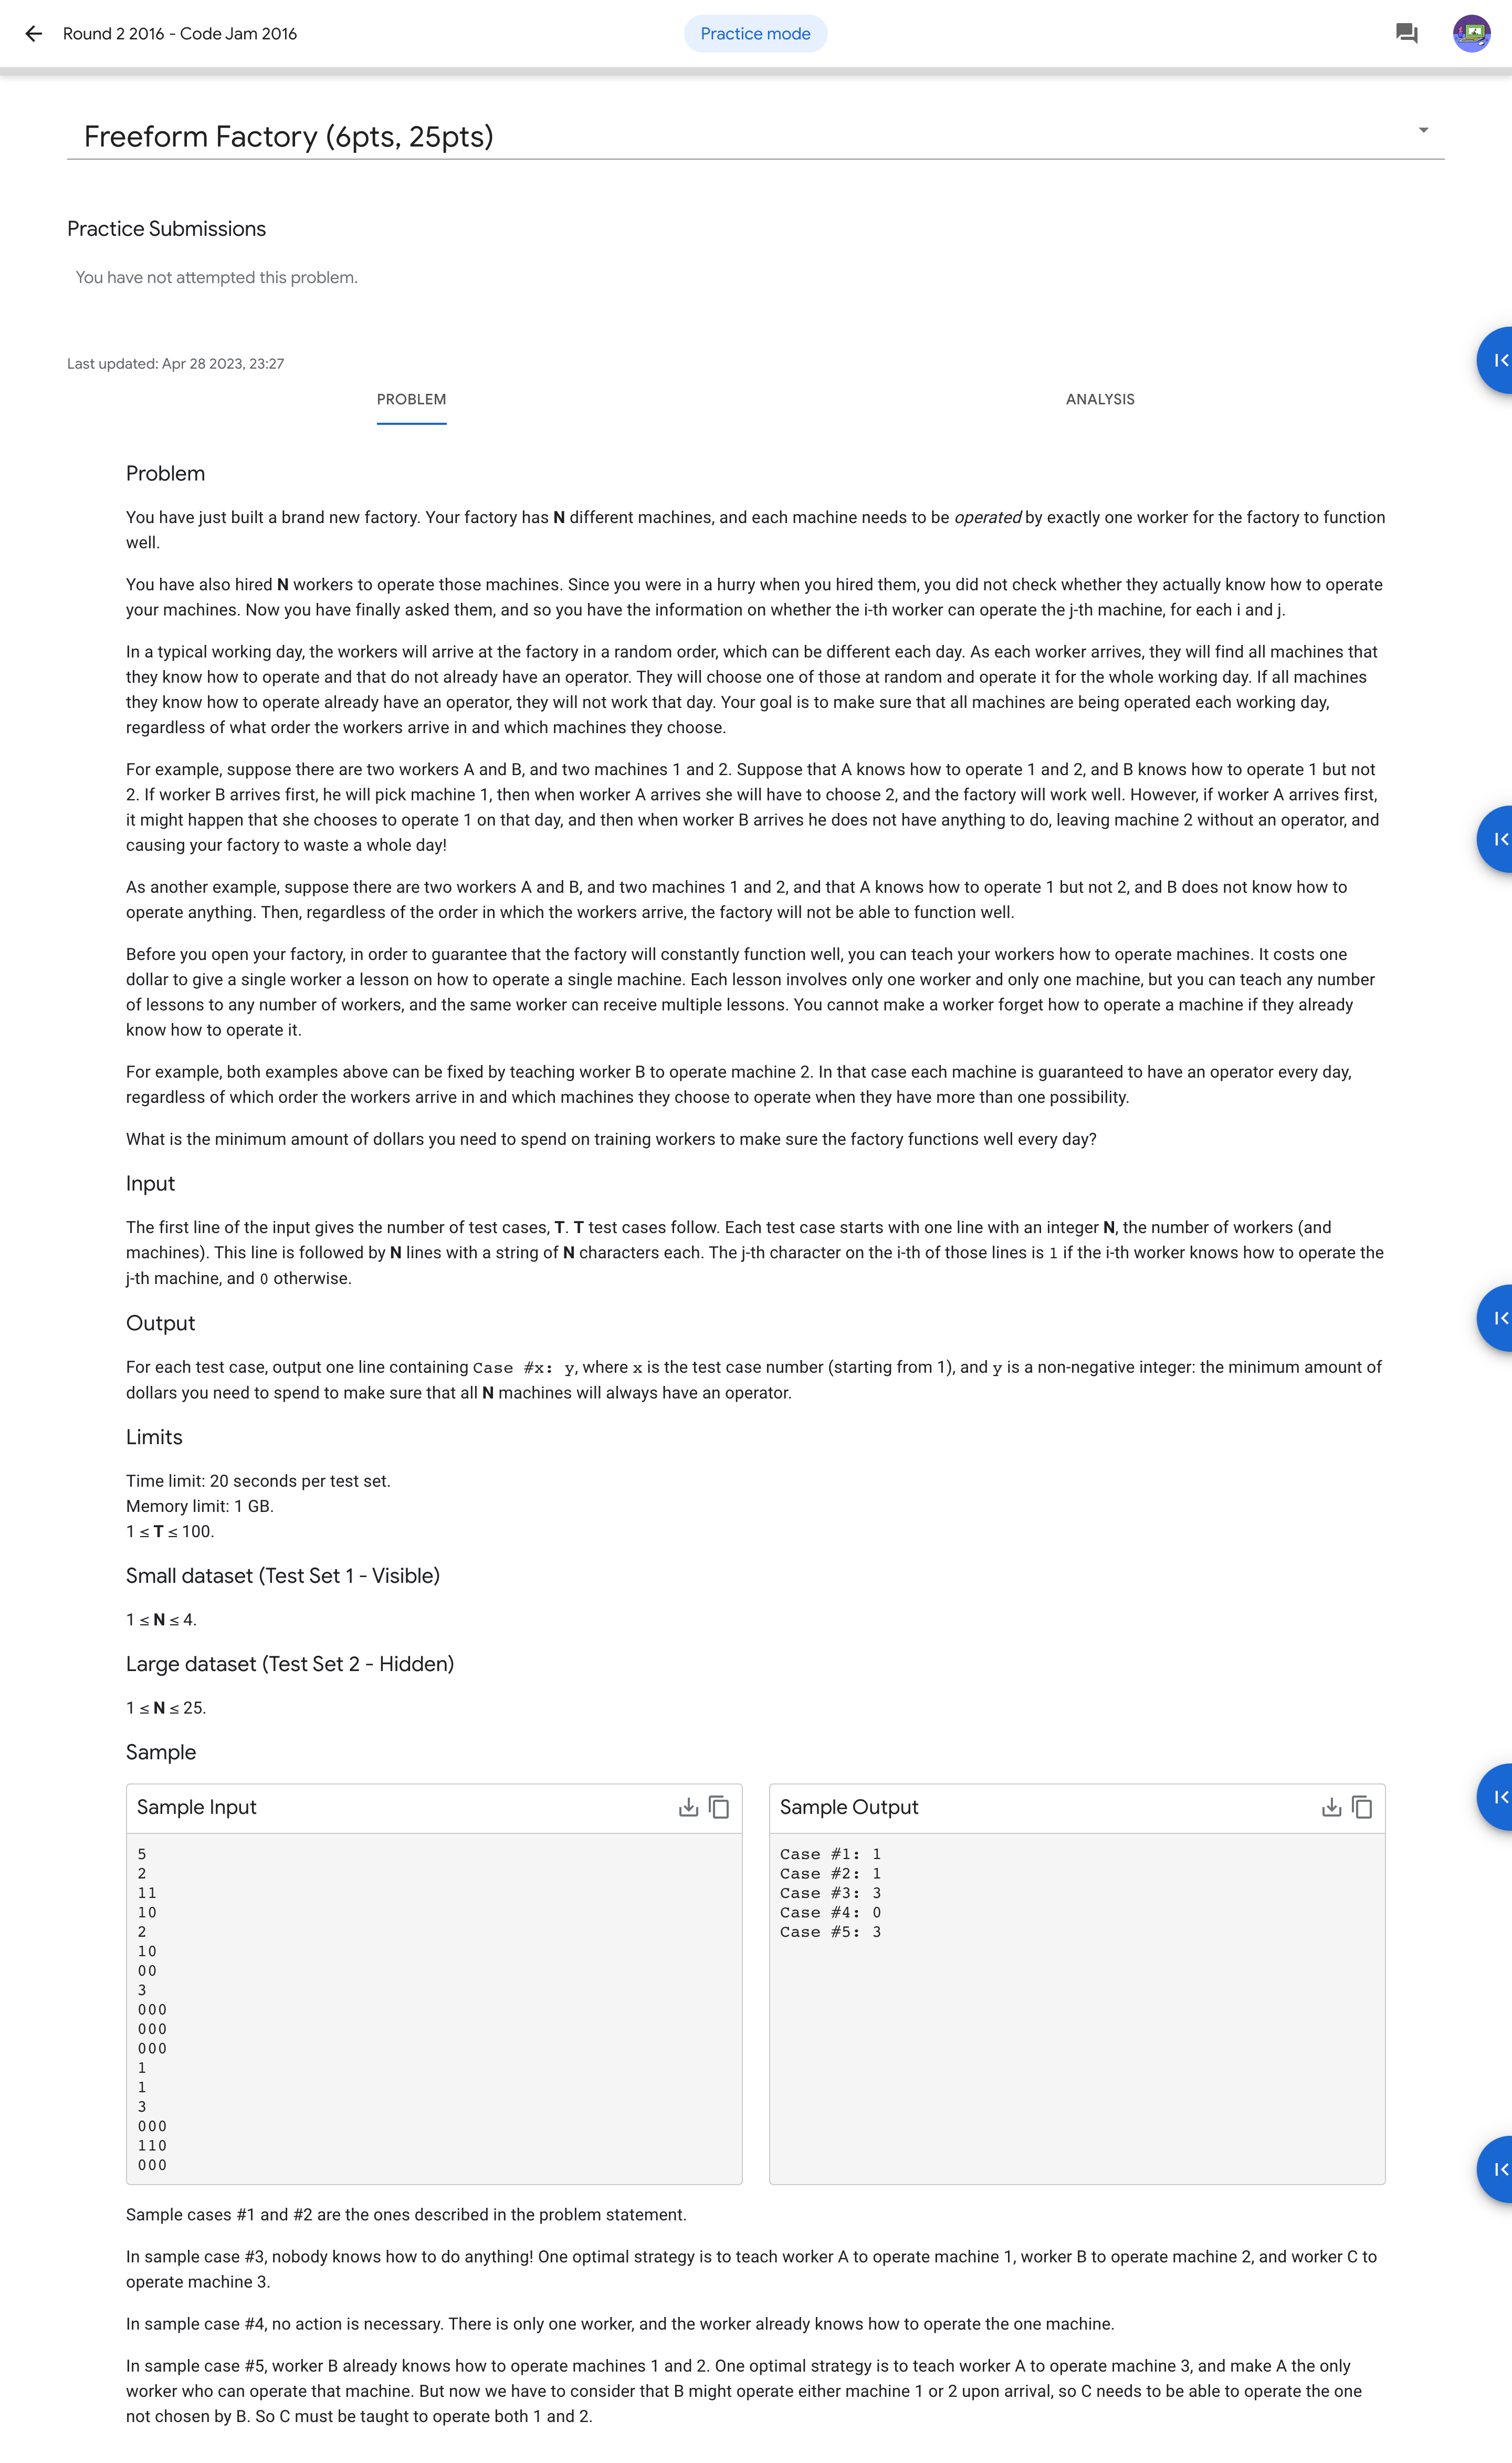 Round 2 2016 - Code Jam 2016
Practice mode
Freeform Factory (6pts, 25pts)
Practice Submissions
You have not attempted this problem.
Last updated: Apr 28 2023, 23:27
PROBLEM
ANALYSIS
Problem
You have just built a brand new factory. Your factory has N different machines, and each machine needs to be operated by exactly one worker for the factory to function
well.
You have also hired N workers to operate those machines. Since you were in a hurry when you hired them, you did not check whether they actually know how to operate
your machines. Now you have finally asked them, and so you have the information on whether the i-th worker can operate the j-th machine, for each i and j.
In a typical working day, the workers will arrive at the factory in a random order, which can be different each day. As each worker arrives, they will find all machines that
they know how to operate and that do not already have an operator. They will choose one of those at random and operate it for the whole working day. If all machines
they know how to operate already have an operator, they will not work that day. Your goal is to make sure that all machines are being operated each working day,
regardless of what order the workers arrive in and which machines they choose.
For example, suppose there are two workers A and B, and two machines 1 and 2. Suppose that A knows how to operate 1 and 2, and B knows how to operate 1 but not
2. If worker B arrives first, he will pick machine 1, then when worker A arrives she will have to choose 2, and the factory will work well. However, if worker A arrives first,
it might happen that she chooses to operate 1 on that day, and then when worker B arrives he does not have anything to do, leaving machine 2 without an operator, and
causing your factory to waste a whole day!
As another example, suppose there are two workers A and B, and two machines 1 and 2, and that A knows how to operate 1 but not 2, and B does not know how to
operate anything. Then, regardless of the order in which the workers arrive, the factory will not be able to function well.
Before you open your factory, in order to guarantee that the factory will constantly function well, you can teach your workers how to operate machines. It costs one
dollar to give a single worker a lesson on how to operate a single machine. Each lesson involves only one worker and only one machine, but you can teach any number
of lessons to any number of workers, and the same worker can receive multiple lessons. You cannot make a worker forget how to operate a machine if they already
know how to operate it.
For example, both examples above can be fixed by teaching worker B to operate machine 2. In that case each machine is guaranteed to have an operator every day,
regardless of which order the workers arrive in and which machines they choose to operate when they have more than one possibility.
What is the minimum amount of dollars you need to spend on training workers to make sure the factory functions well every day?
Input
The first line of the input gives the number of test cases, T. T test cases follow. Each test case starts with one line with an integer N, the number of workers (and
machines). This line is followed by N lines with a string of N characters each. The j-th character on the i-th of those lines is 1 if the i-th worker knows how to operate the
j-th machine, and 0 otherwise.
Output
For each test case, output one line containing Case #x: y, where x is the test case number (starting from 1), and y is a non-negative integer: the minimum amount of
dollars you need to spend to make sure that all N machines will always have an operator.
Limits
Time limit: 20 seconds per test set.
Memory limit: 1 GB.
1 ≤ T ≤ 100.
Small dataset (Test Set 1 - Visible)
1 ≤ N ≤ 4.
Large dataset (Test Set 2 - Hidden)
1 ≤ N ≤ 25.
Sample
Sample Input
5
2
11
10
2
10
00
3
000
000
000
1
1
3
000
110
000
Sample Output
Case #1: 1
Case #2: 1
Case #3: 3
Case #4: 0
Case #5: 3
Sample cases #1 and #2 are the ones described in the problem statement.
In sample case #3, nobody knows how to do anything! One optimal strategy is to teach worker A to operate machine 1, worker B to operate machine 2, and worker C to
operate machine 3.
In sample case #4, no action is necessary. There is only one worker, and the worker already knows how to operate the one machine.
In sample case #5, worker B already knows how to operate machines 1 and 2. One optimal strategy is to teach worker A to operate machine 3, and make A the only
worker who can operate that machine. But now we have to consider that B might operate either machine 1 or 2 upon arrival, so C needs to be able to operate the one
not chosen by B. So C must be taught to operate both 1 and 2.